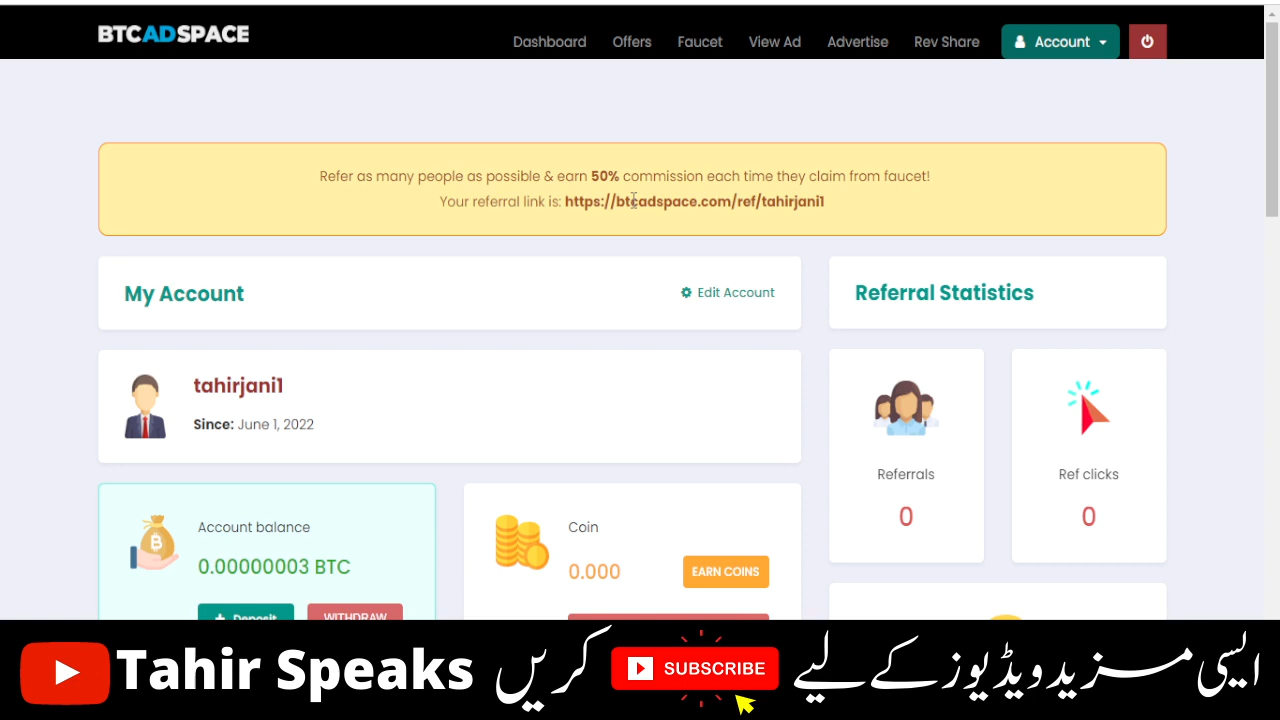 BTCADSPACE
Dashboard Offers Faucet View Ad Advertise Rev Share Account
Refer as many people as possible & earn 50% commission each time they claim from faucet!
Your referral link is: https://btcadspace.com/ref/tahirjani1
My Account
Edit Account
Referral Statistics
tahirjani1
Since: June 1, 2022
Referrals
0
Ref clicks
0
Account balance
0.00000003 BTC
Deposit WITHDRAW
Coin
0.000
EARN COINS
ایسی مزید ویڈیوز کے لیے SUBSCRIBE کریں Tahir Speaks